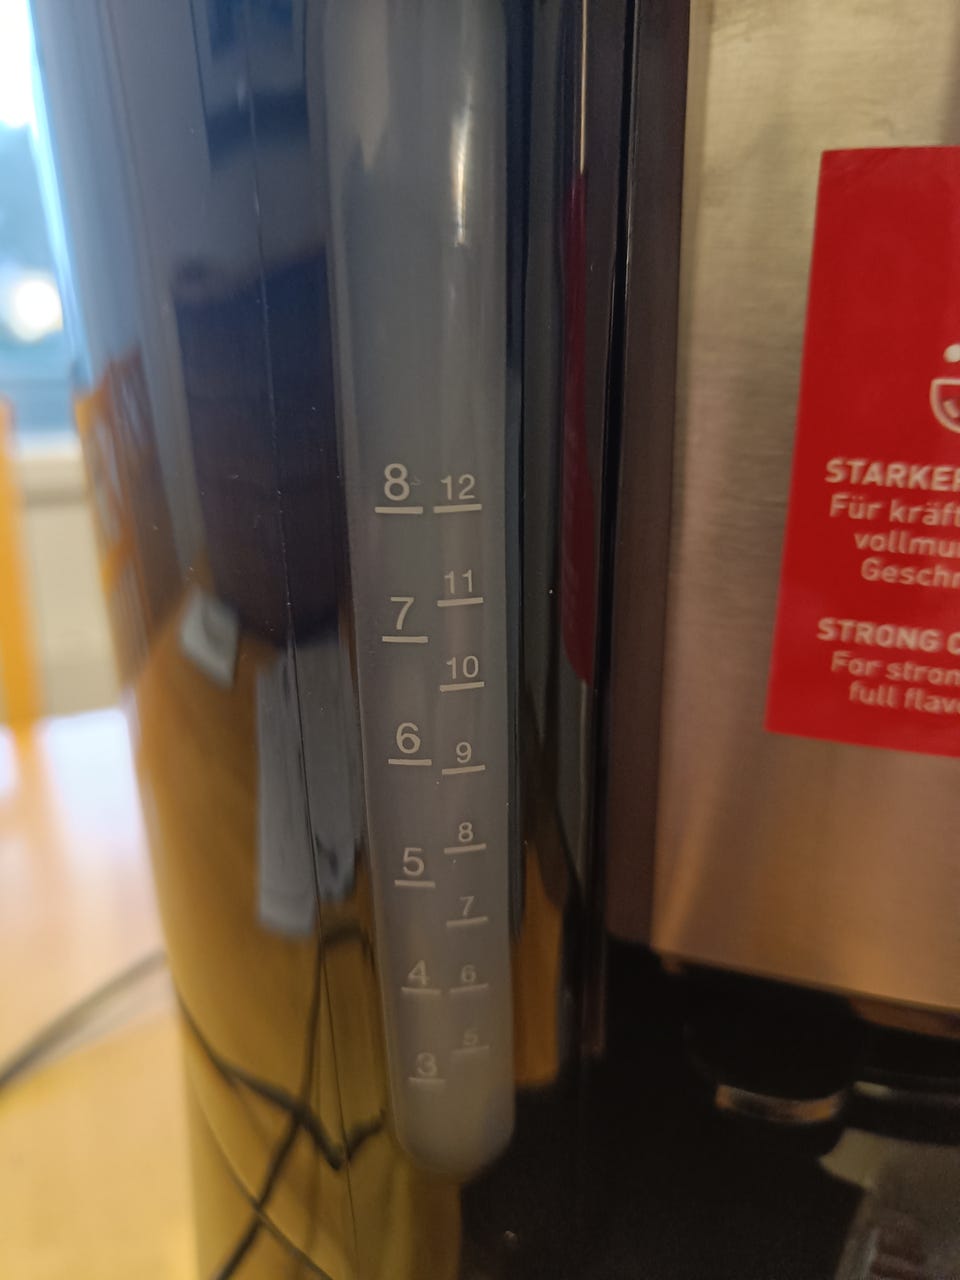 8 12
11
7
10
6 9
8
5
7
4 6
5
3
STARKER
Für kräft
vollmu
Gesch
STRONG
For stron
full flav